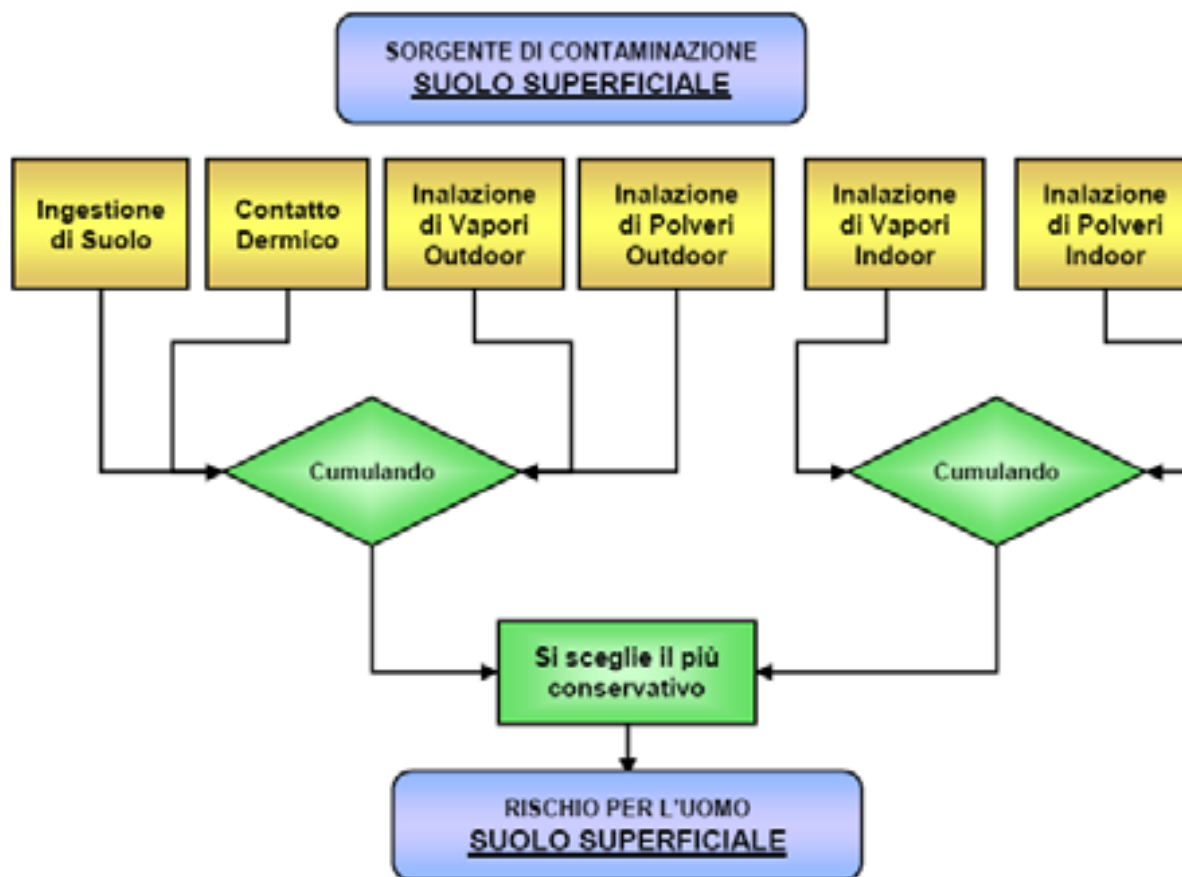 SORGENTE DI CONTAMINAZIONE
SUOLO SUPERFICIALE
Ingestione
di Suolo
Contatto
Dermico
Inalazione
di Vapori
Outdoor
Inalazione
di Polveri
Outdoor
Inalazione
di Vapori
Indoor
Inalazione
di Polveri
Indoor
Cumulando
Cumulando
Si sceglie il più
conservativo
RISCHIO PER L'UOMO
SUOLO SUPERFICIALE